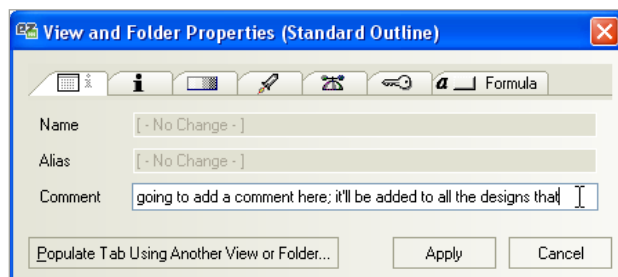 View and Folder Properties (Standard Outline)
a Formula
Name [ - No Change - ]
Alias [ - No Change - ]
Comment going to add a comment here; it'll be added to all the designs that
Populate Tab Using Another View or Folder... Apply Cancel